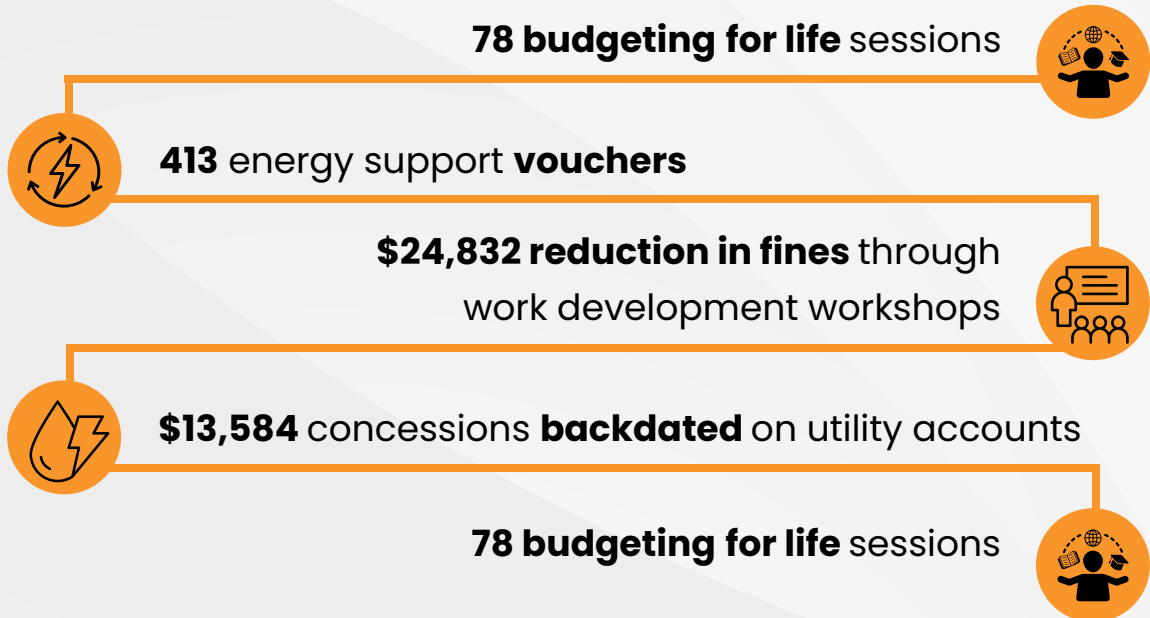 78 budgeting for life sessions
413 energy support vouchers
$24,832 reduction in fines through
work development workshops
$13,584 concessions backdated on utility accounts
78 budgeting for life sessions